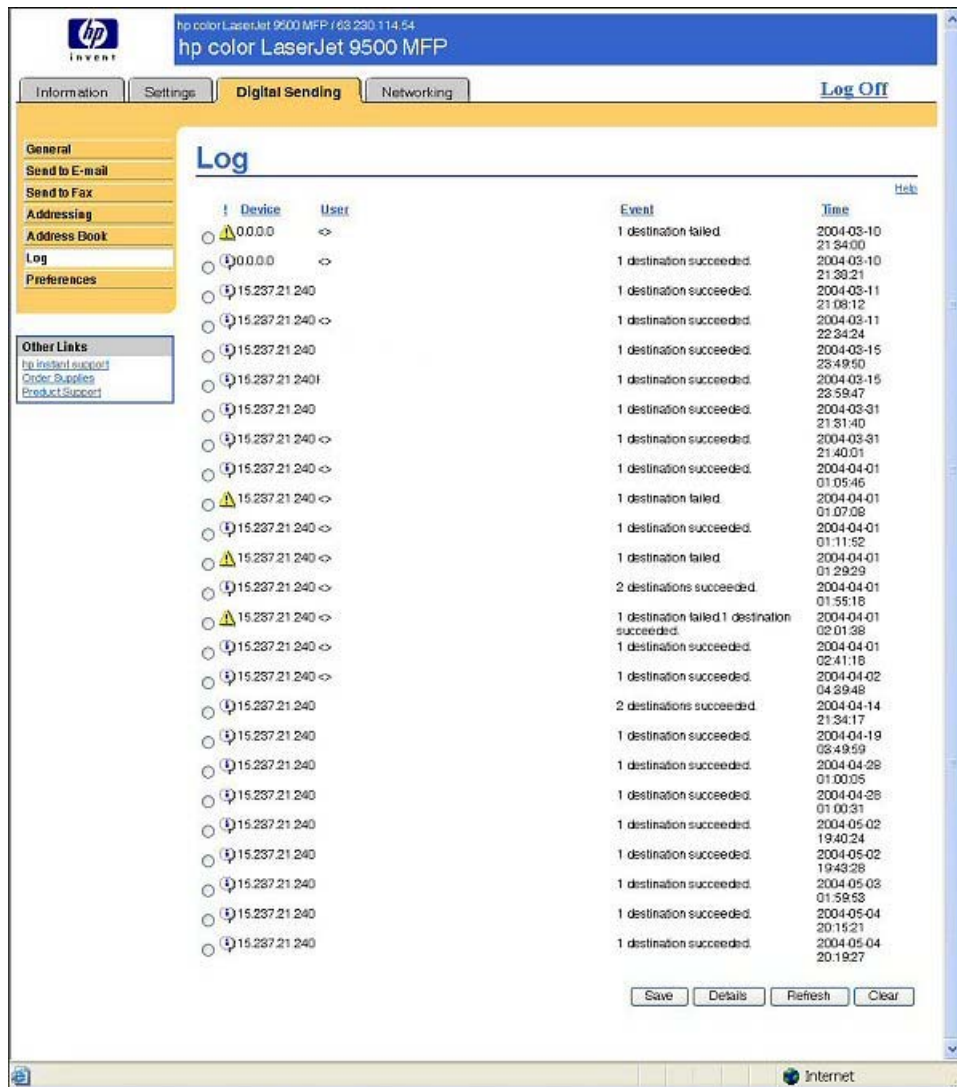 hp
invent
hp color LaserJet 9500 MFP / 63.230.114.54
hp color LaserJet 9500 MFP
Information Settings Digital Sending Networking Log Off
General
Send to E-mail
Send to Fax
Addressing
Address Book
Log
Preferences
Other Links
hp instant support
Order Supplies
Product Support
Log
Help
! Device User Event Time
0.0.0.0 <> 1 destination failed. 2004-03-10
21:34:00
0.0.0.0 <> 1 destination succeeded. 2004-03-10
21:38:21
15.237.21.240 1 destination succeeded. 2004-03-11
21:08:12
15.237.21.240 <> 1 destination succeeded. 2004-03-11
22:34:24
15.237.21.240 1 destination succeeded. 2004-03-15
23:49:50
15.237.21.240 1 destination succeeded. 2004-03-15
23:59:47
15.237.21.240 1 destination succeeded. 2004-03-31
21:31:40
15.237.21.240 <> 1 destination succeeded. 2004-03-31
21:40:01
15.237.21.240 <> 1 destination succeeded. 2004-04-01
01:05:46
15.237.21.240 <> 1 destination failed. 2004-04-01
01:07:08
15.237.21.240 <> 1 destination succeeded. 2004-04-01
01:11:52
15.237.21.240 <> 1 destination failed. 2004-04-01
01:29:29
15.237.21.240 <> 2 destinations succeeded. 2004-04-01
01:55:18
15.237.21.240 <> 1 destination failed.1 destination 2004-04-01
succeeded. 02:01:38
15.237.21.240 <> 1 destination succeeded. 2004-04-01
02:41:18
15.237.21.240 <> 1 destination succeeded. 2004-04-02
04:39:48
15.237.21.240 2 destinations succeeded. 2004-04-14
21:34:17
15.237.21.240 1 destination succeeded. 2004-04-19
03:49:59
15.237.21.240 1 destination succeeded. 2004-04-28
01:00:05
15.237.21.240 1 destination succeeded. 2004-04-28
01:00:31
15.237.21.240 1 destination succeeded. 2004-05-02
19:40:24
15.237.21.240 1 destination succeeded. 2004-05-02
19:43:28
15.237.21.240 1 destination succeeded. 2004-05-03
01:59:53
15.237.21.240 1 destination succeeded. 2004-05-04
20:15:21
15.237.21.240 1 destination succeeded. 2004-05-04
20:19:27
Save Details Refresh Clear
Internet